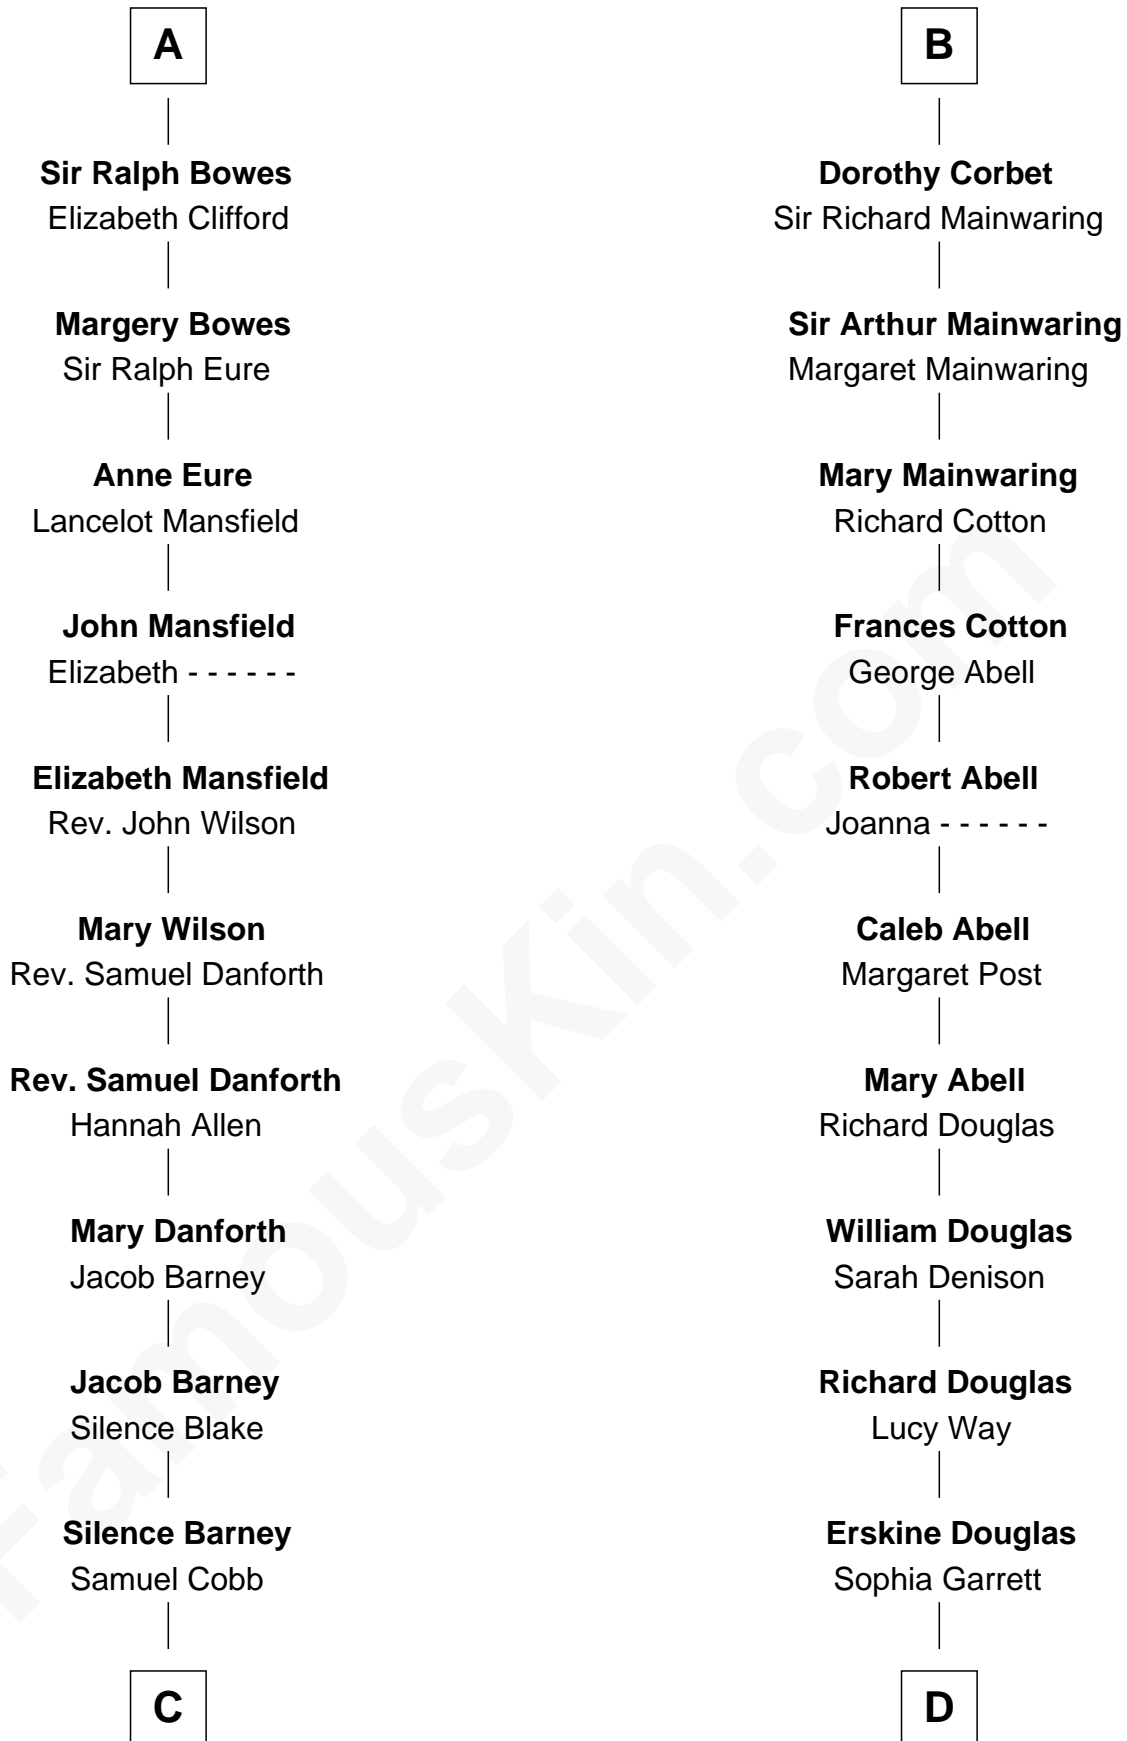 A
Sir Ralph Bowes
Elizabeth Clifford
Margery Bowes
Sir Ralph Eure
Anne Eure
Lancelot Mansfield
John Mansfield
Elizabeth - - - - - -
Elizabeth Mansfield
Rev. John Wilson
Mary Wilson
Rev. Samuel Danforth
Rev. Samuel Danforth
Hannah Allen
Mary Danforth
Jacob Barney
Jacob Barney
Silence Blake
Silence Barney
Samuel Cobb
C
B
Dorothy Corbet
Sir Richard Mainwaring
Sir Arthur Mainwaring
Margaret Mainwaring
Mary Mainwaring
Richard Cotton
Frances Cotton
George Abell
Robert Abell
Joanna - - - - - -
Caleb Abell
Margaret Post
Mary Abell
Richard Douglas
William Douglas
Sarah Denison
Richard Douglas
Lucy Way
Erskine Douglas
Sophia Garrett
D
FamousKin.com